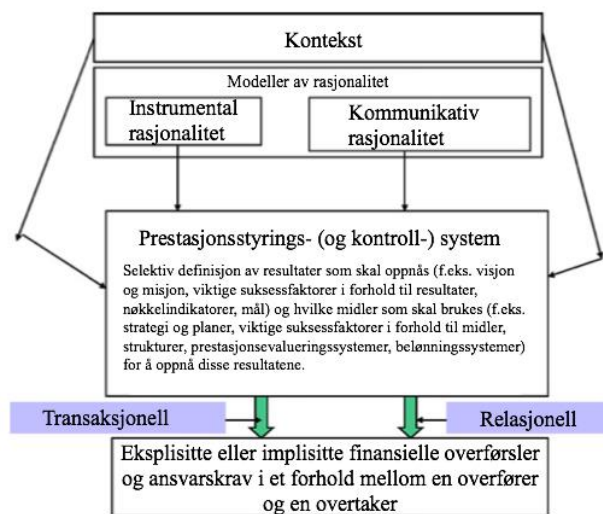 Kontekst
Modeller av rasjonalitet
Instrumental
rasjonalitet
Kommunikativ
rasjonalitet
Prestasjonsstyrings- (og kontroll-) system
Selektiv definisjon av resultater som skal oppnås (f.eks. visjon
og misjon, viktige suksessfaktorer i forhold til resultater,
nøkkelindikatorer, mål) og hvilke midler som skal brukes (f.eks.
strategi og planer, viktige suksessfaktorer i forhold til midler,
strukturer, prestasjonsevalueringssystemer, belønningssystemer)
for å oppnå disse resultatene.
Transaksjonell
Relasjonell
Eksplisitte eller implisitte finansielle overførsler
og ansvarskrav i et forhold mellom en overfører
og en overtaker